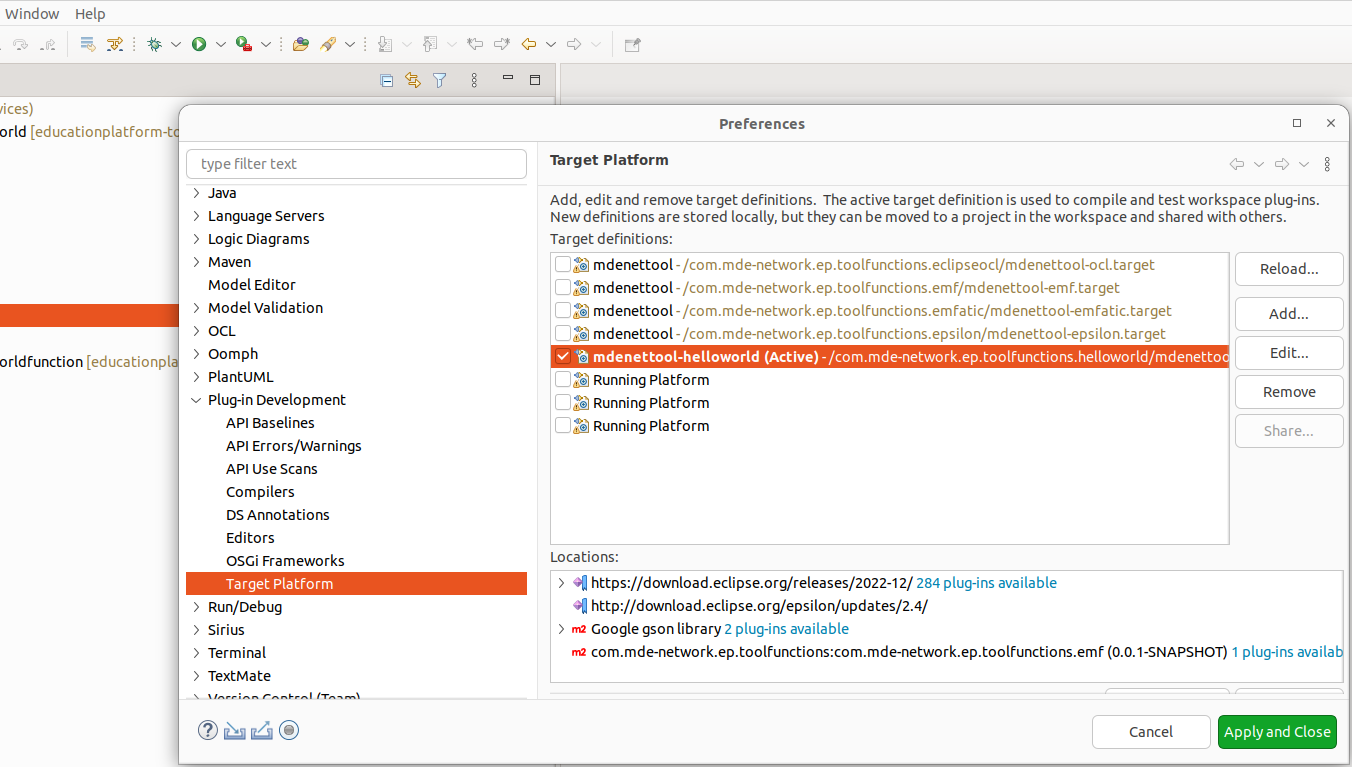 Window Help
vices)
orld [educationplatform-to
orldfunction [educationpla
Preferences
type filter text
Java
Language Servers
Logic Diagrams
Maven
Model Editor
Model Validation
OCL
Oomph
PlantUML
Plug-in Development
API Baselines
API Errors/Warnings
API Use Scans
Compilers
DS Annotations
Editors
OSGi Frameworks
Target Platform
Run/Debug
Sirius
Terminal
TextMate
Version Control (Team)
Target Platform
Add, edit and remove target definitions. The active target definition is used to compile and test workspace plug-ins.
New definitions are stored locally, but they can be moved to a project in the workspace and shared with others.
Target definitions:
mdenettool - /com.mde-network.ep.toolfunctions.eclipseocl/mdenettool-ocl.target
mdenettool - /com.mde-network.ep.toolfunctions.emf/mdenettool-emf.target
mdenettool - /com.mde-network.ep.toolfunctions.emfatic/mdenettool-emfatic.target
mdenettool - /com.mde-network.ep.toolfunctions.epsilon/mdenettool-epsilon.target
mdenettool-helloworld (Active) - /com.mde-network.ep.toolfunctions.helloworld/mdenettoo
Running Platform
Running Platform
Running Platform
Reload...
Add...
Edit...
Remove
Share...
Locations:
https://download.eclipse.org/releases/2022-12/ 284 plug-ins available
http://download.eclipse.org/epsilon/updates/2.4/
m2 Google gson library 2 plug-ins available
m2 com.mde-network.ep.toolfunctions:com.mde-network.ep.toolfunctions.emf (0.0.1-SNAPSHOT) 1 plug-ins availab
?
Cancel
Apply and Close